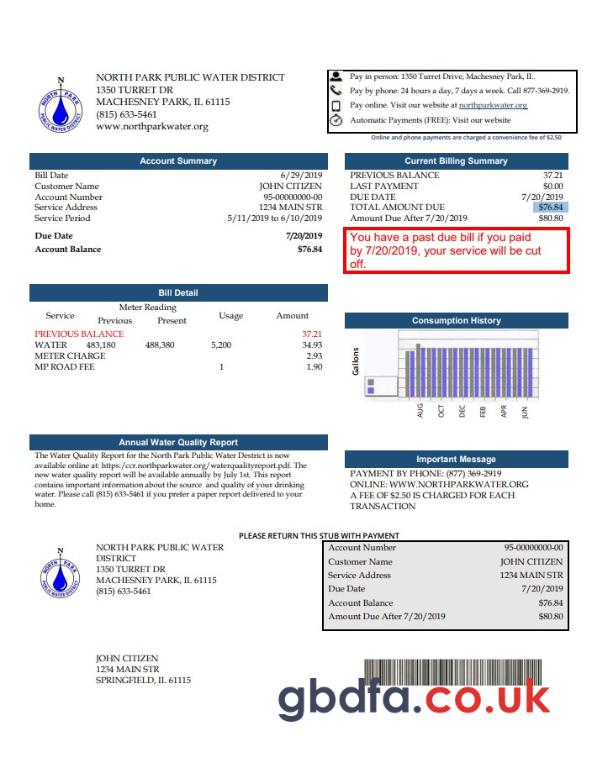 NORTH PARK PUBLIC WATER DISTRICT
1350 TURRET DR
MACHESNEY PARK, IL 61115
(815) 633-5461
www.northparkwater.org
N
NORTH PARK
PUBLIC WATER DISTRICT
Pay in person: 1350 Turret Drive, Machesney Park, IL.
Pay by phone: 24 hours a day, 7 days a week. Call 877-369-2919.
Pay online. Visit our website at northparkwater.org
Automatic Payments (FREE): Visit our website
Online and phone payments are charged a convenience fee of $2.50
Account Summary
Bill Date 6/29/2019
Customer Name JOHN CITIZEN
Account Number 95-00000000-00
Service Address 1234 MAIN STR
Service Period 5/11/2019 to 6/10/2019
Due Date 7/20/2019
Account Balance $76.84
Current Billing Summary
PREVIOUS BALANCE 37.21
LAST PAYMENT $0.00
DUE DATE 7/20/2019
TOTAL AMOUNT DUE $76.84
Amount Due After 7/20/2019 $80.80
You have a past due bill if you paid
by 7/20/2019, your service will be cut
off.
Bill Detail
Meter Reading
Service Previous Present Usage Amount
PREVIOUS BALANCE 37.21
WATER 483,180 488,380 5,200 34.93
METER CHARGE 2.93
MP ROAD FEE 1 1.90
Consumption History
Gallons
AUG OCT DEC FEB APR JUN
Annual Water Quality Report
The Water Quality Report for the North Park Public Water Destrict is now
available online at: https:/ccr.northparkwater.org/waterqualityreport.pdf. The
new water quality report will be available annually by July 1st. This report
contains important information about the source and quality of your drinking
water. Please call (815) 633-5461 if you prefer a paper report delivered to your
home.
Important Message
PAYMENT BY PHONE: (877) 369-2919
ONLINE: WWW.NORTHPARKWATER.ORG
A FEE OF $2.50 IS CHARGED FOR EACH
TRANSACTION
PLEASE RETURN THIS STUB WITH PAYMENT
N
NORTH PARK
PUBLIC WATER DISTRICT
NORTH PARK PUBLIC WATER
DISTRICT
1350 TURRET DR
MACHESNEY PARK, IL 61115
(815) 633-5461
Account Number 95-00000000-00
Customer Name JOHN CITIZEN
Service Address 1234 MAIN STR
Due Date 7/20/2019
Account Balance $76.84
Amount Due After 7/20/2019 $80.80
JOHN CITIZEN
1234 MAIN STR
SPRINGFIELD, IL 61115
gbdfa.co.uk